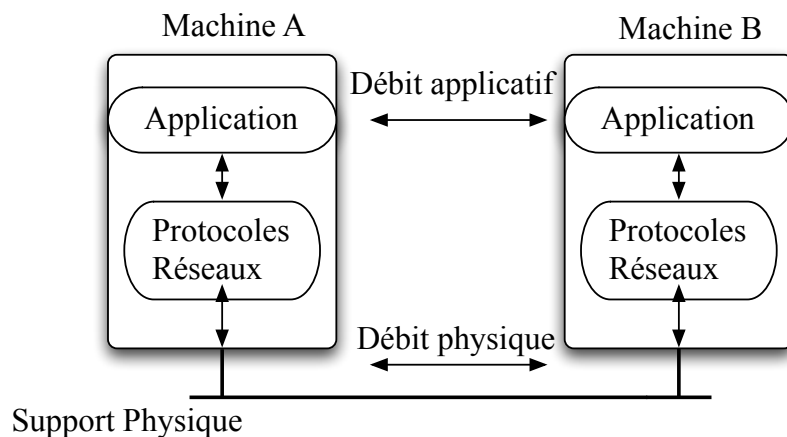 Machine A
Machine B
Débit applicatif
Application
Application
Protocoles
Réseaux
Protocoles
Réseaux
Débit physique
Support Physique